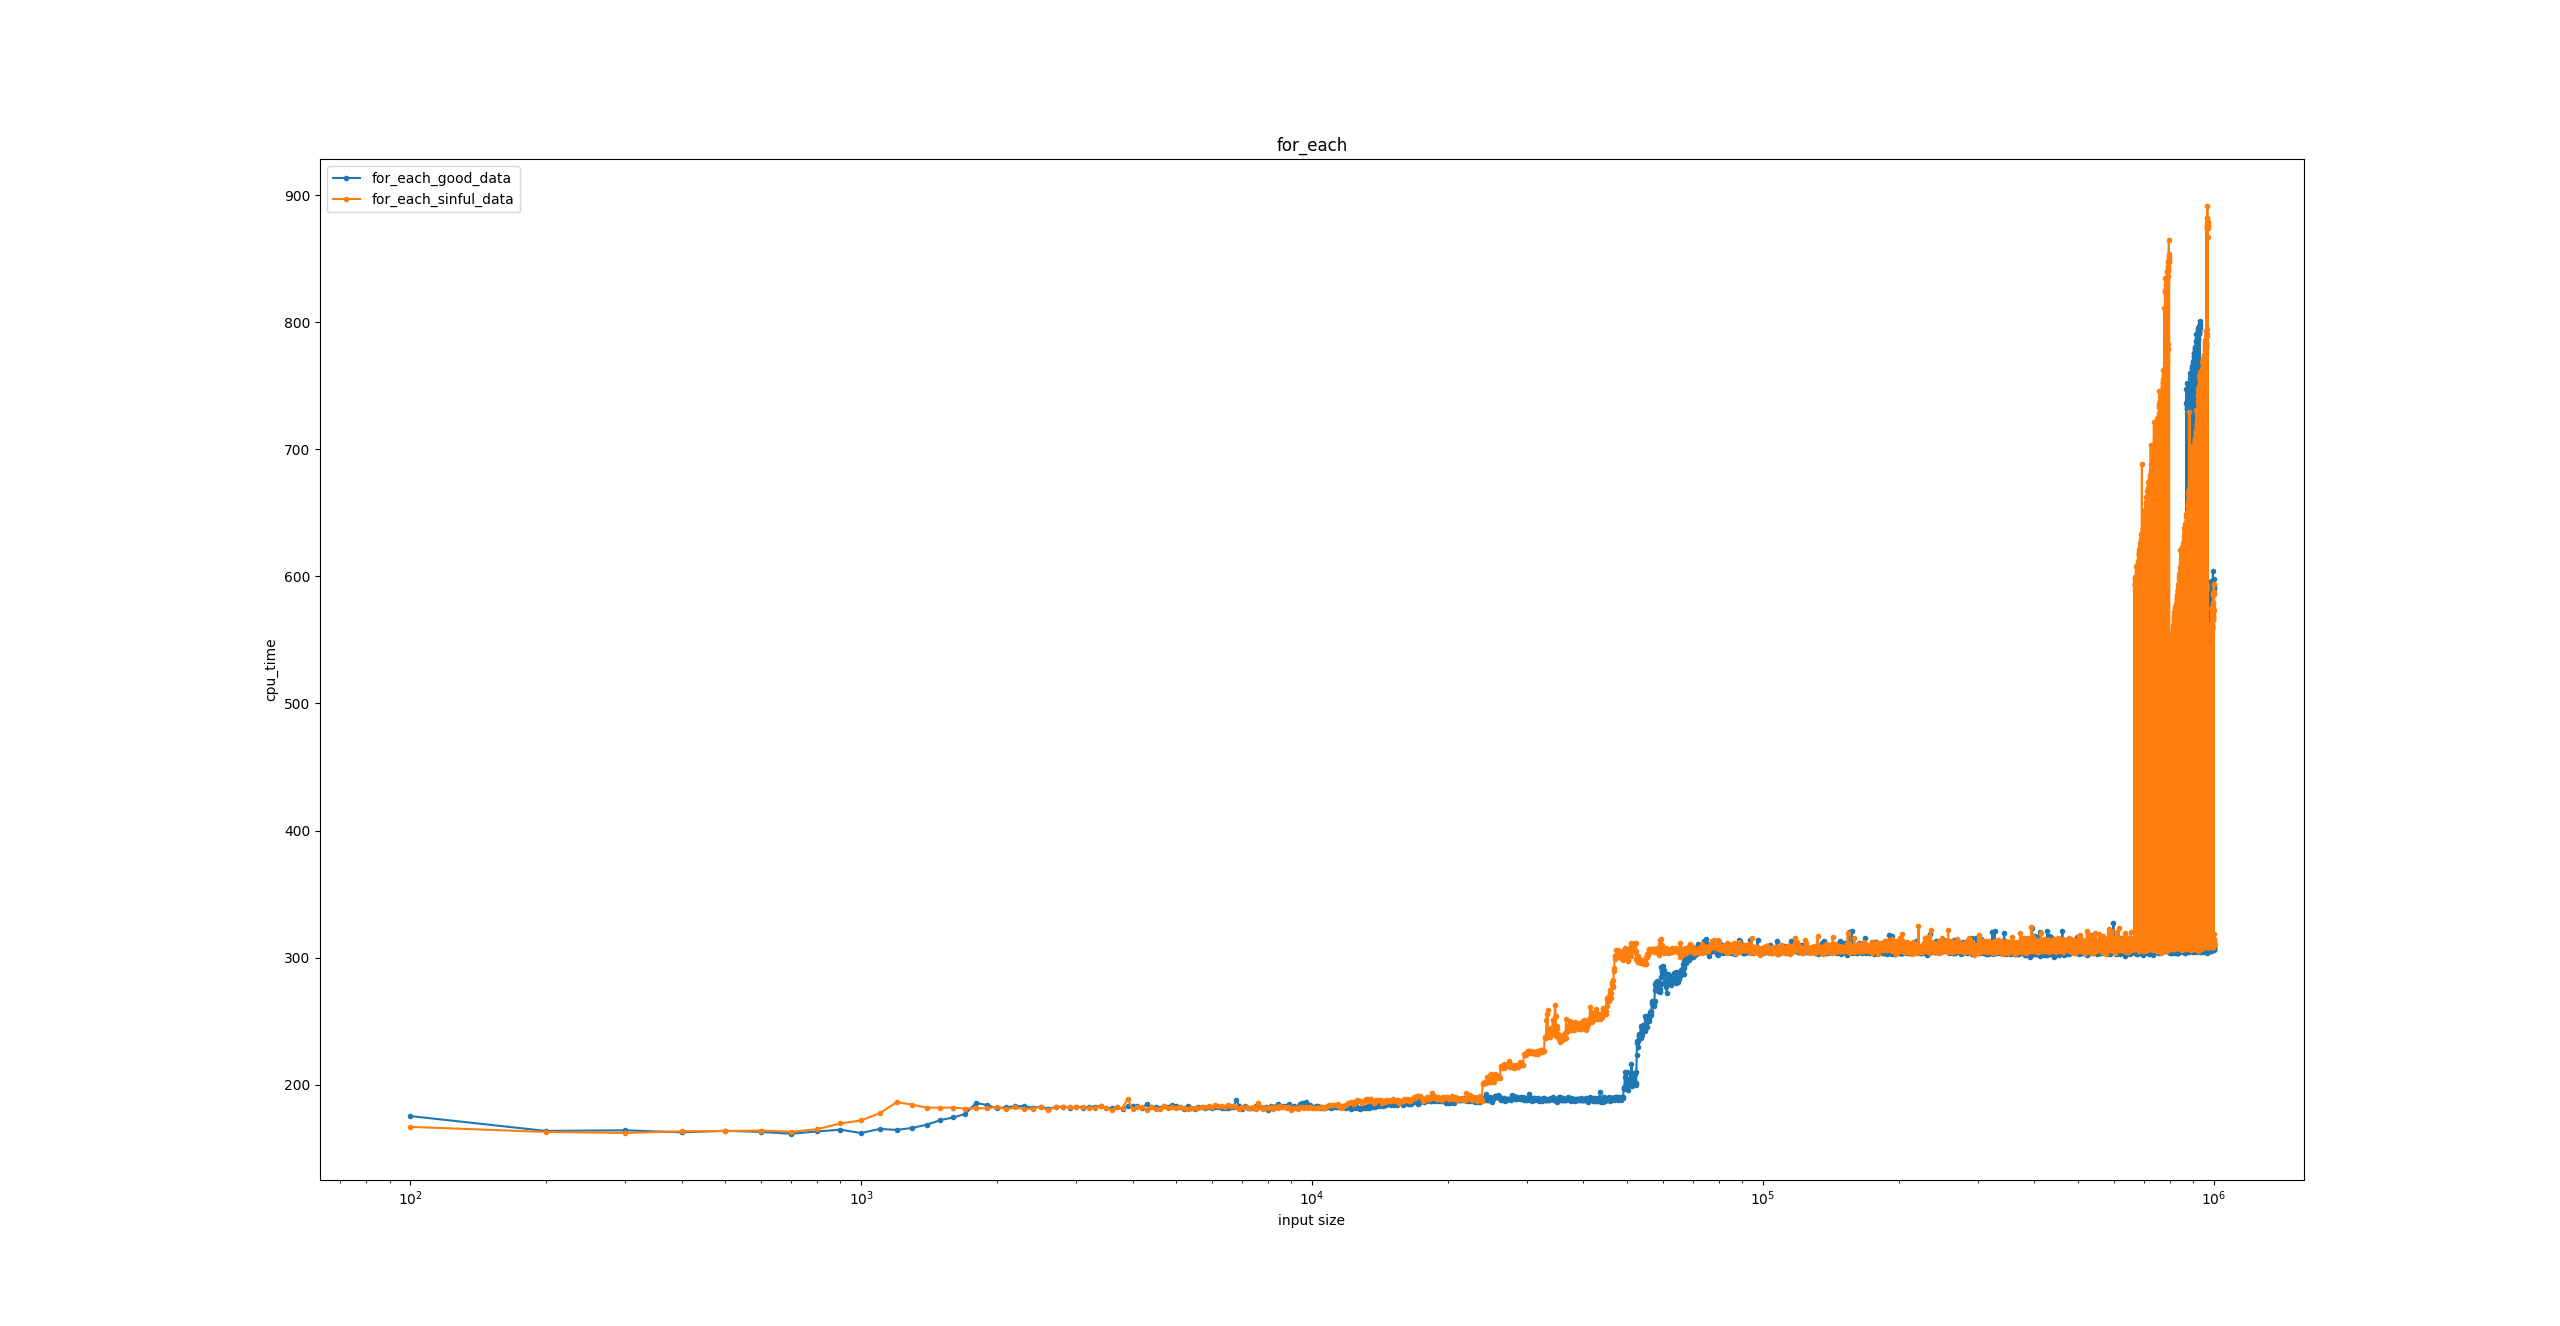 for_each
for_each_good_data
for_each_sinful_data
900
800
700
600
500
400
300
200
cpu_time
10²
10³
10⁴
10⁵
10⁶
input size